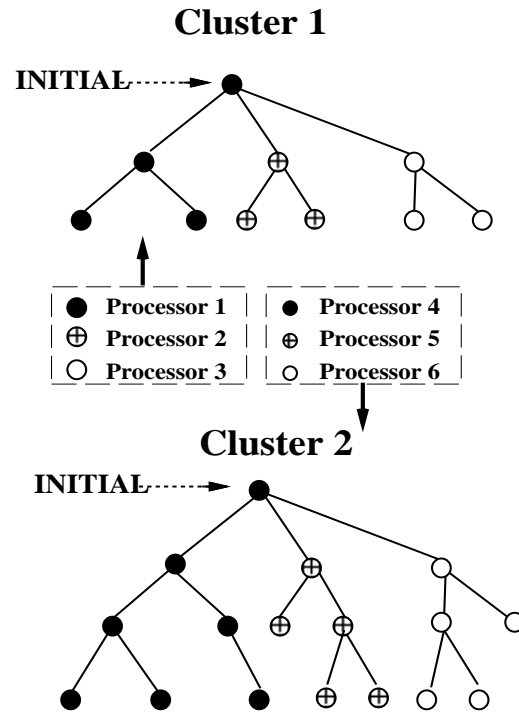 Cluster 1
INITIAL
Processor 1
Processor 2
Processor 3
Processor 4
Processor 5
Processor 6
Cluster 2
INITIAL